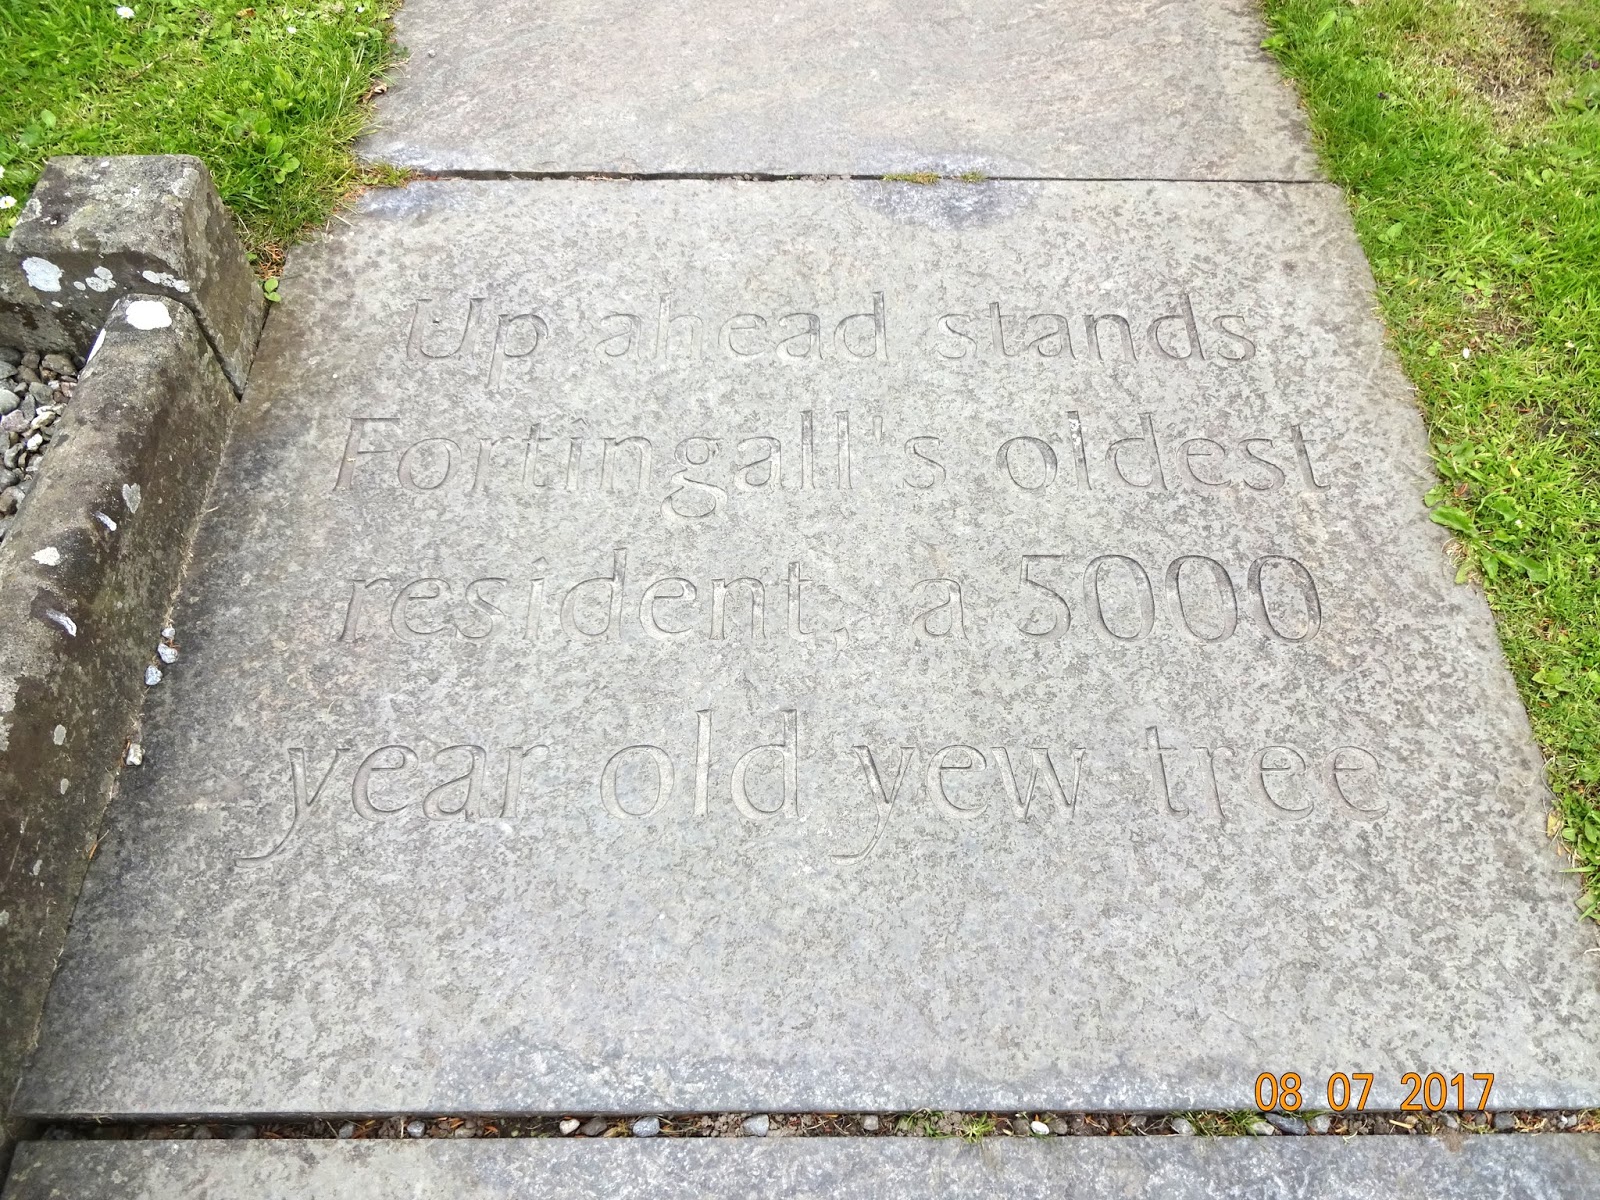 Up ahead stands
Fortingall's oldest
resident, a 5000
year old yew tree
08 07 2017